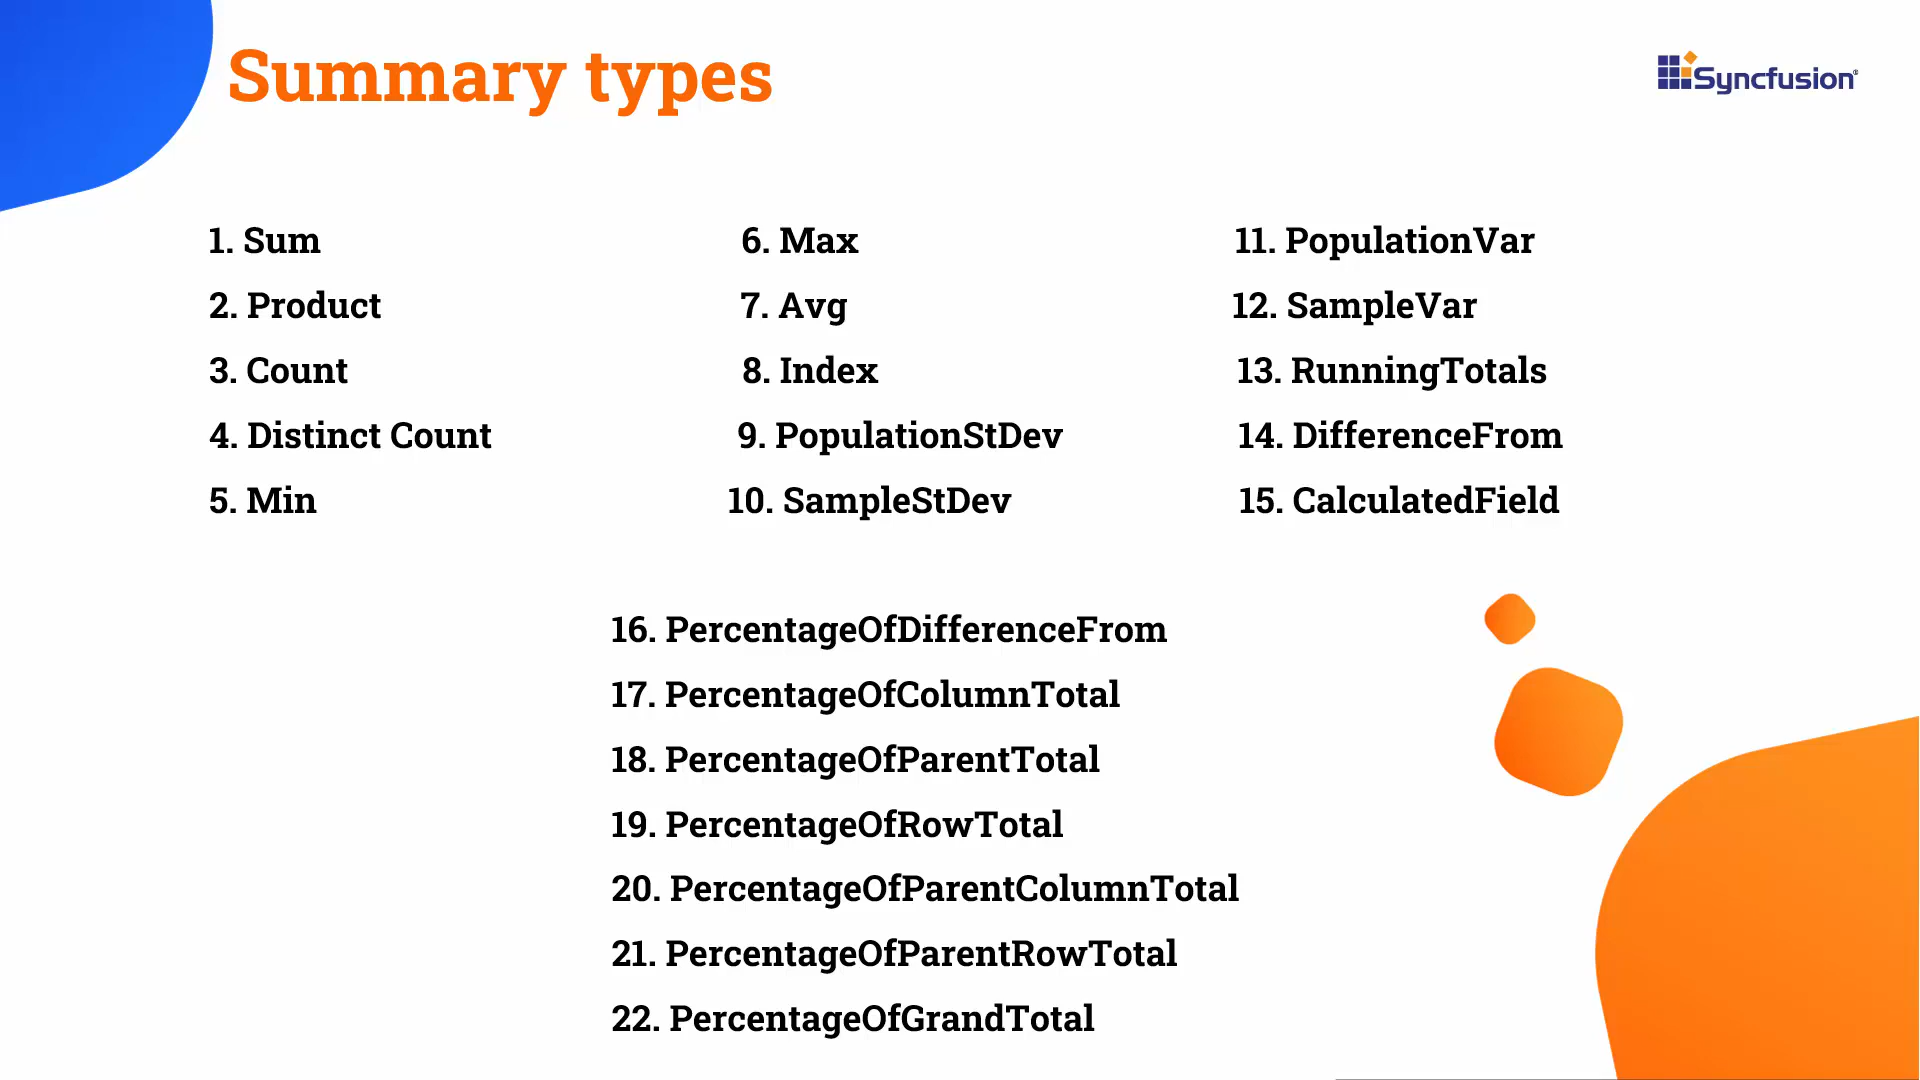 Summary types
Syncfusion
1. Sum
2. Product
3. Count
4. Distinct Count
5. Min
6. Max
7. Avg
8. Index
9. PopulationStDev
10. SampleStDev
11. PopulationVar
12. SampleVar
13. RunningTotals
14. DifferenceFrom
15. CalculatedField
16. PercentageOfDifferenceFrom
17. PercentageOfColumnTotal
18. PercentageOfParentTotal
19. PercentageOfRowTotal
20. PercentageOfParentColumnTotal
21. PercentageOfParentRowTotal
22. PercentageOfGrandTotal